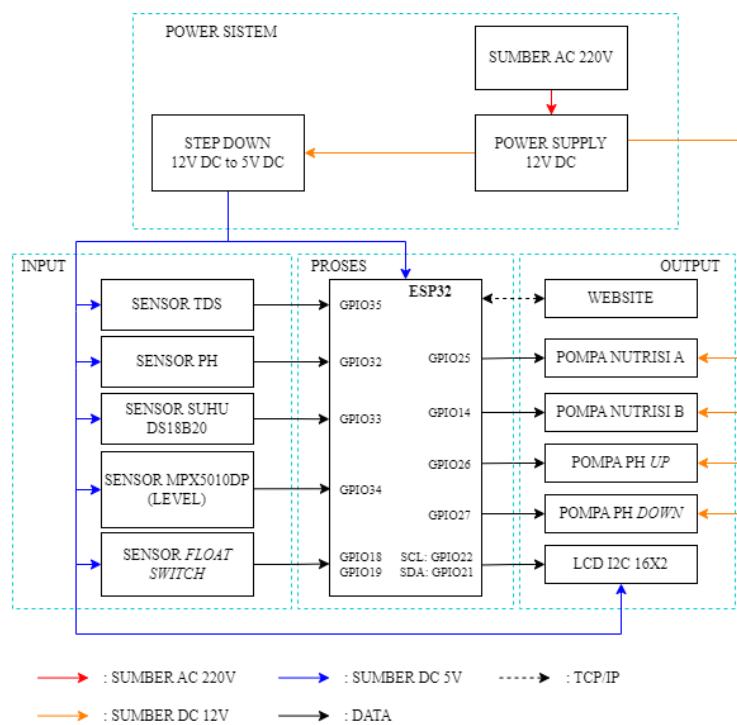 POWER SISTEM
SUMBER AC 220V
STEP DOWN
12V DC to 5V DC
POWER SUPPLY
12V DC
INPUT
PROSES
OUTPUT
SENSOR TDS
SENSOR PH
SENSOR SUHU
DS18B20
SENSOR MPX5010DP
(LEVEL)
SENSOR FLOAT
SWITCH
ESP32
GPIO35
GPIO32
GPIO33
GPIO34
GPIO18
GPIO19
GPIO25
GPIO14
GPIO26
GPIO27
SCL: GPIO22
SDA: GPIO21
WEBSITE
POMPA NUTRISI A
POMPA NUTRISI B
POMPA PH UP
POMPA PH DOWN
LCD I2C 16X2
: SUMBER AC 220V
: SUMBER DC 5V
: TCP/IP
: SUMBER DC 12V
: DATA